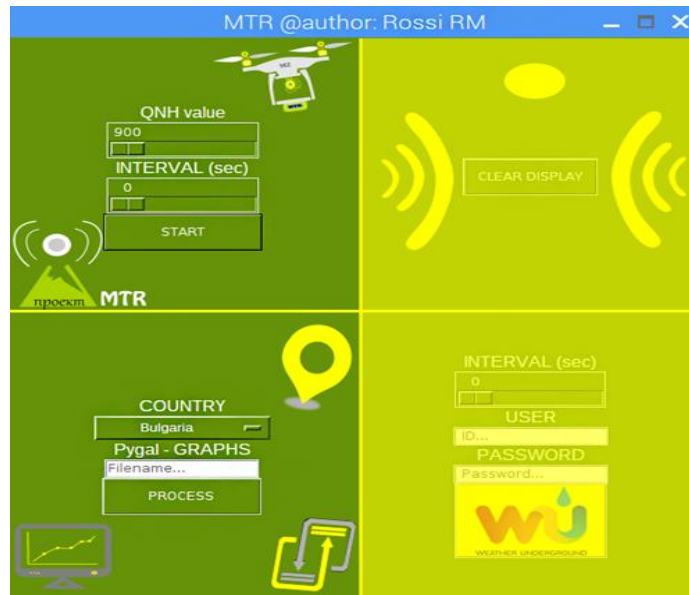 MTR @author: Rossi RM
QNH value
900
INTERVAL (sec)
0
START
проект MTR
CLEAR DISPLAY
COUNTRY
Bulgaria
Pygal - GRAPHS
Filename...
PROCESS
INTERVAL (sec)
0
USER
ID...
PASSWORD
Password...
WU
WEATHER UNDERGROUND